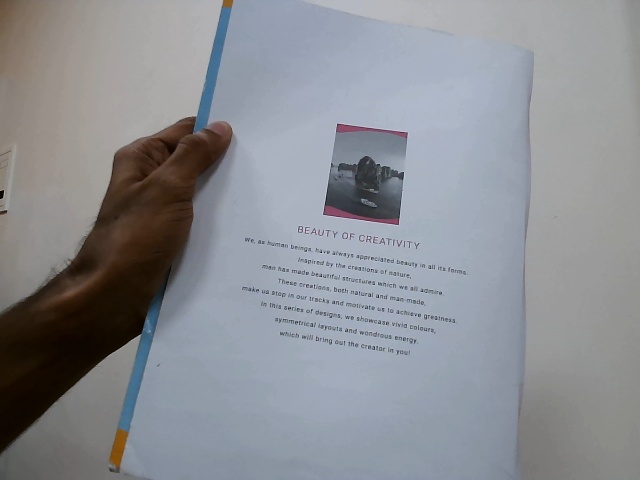 BEAUTY OF CREATIVITY
We, as human beings, have always appreciated beauty in all its forms.
Inspired by the creations of nature,
man has made beautiful structures which we all admire.
These creations, both natural and man-made,
make us stop in our tracks and motivate us to achieve greatness.
In this series of designs, we showcase vivid colours,
symmetrical layouts and wondrous energy,
which will bring out the creator in you!